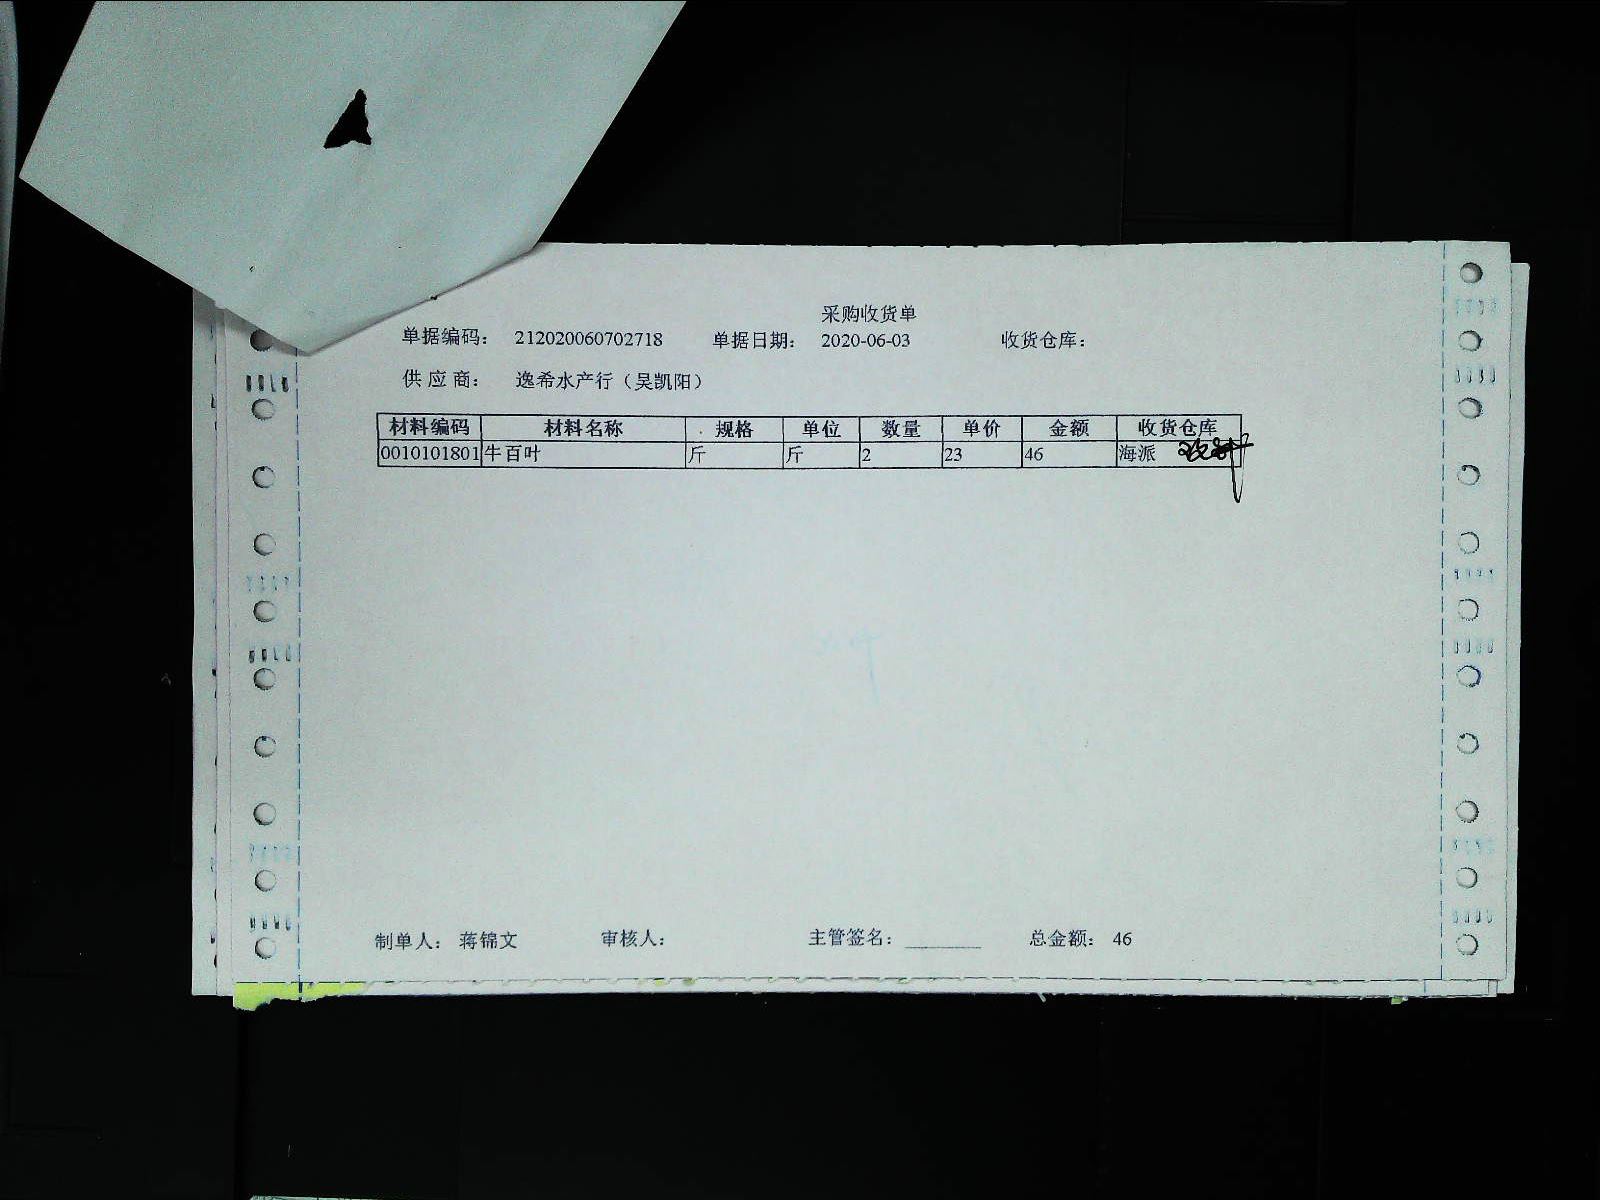 采购收货单
单据编码： 212020060702718 单据日期： 2020-06-03 收货仓库：
供 应 商： 逸希水产行（吴凯阳）
材料编码 材料名称 规格 单位 数量 单价 金额 收货仓库
0010101801 牛百叶 斤 斤 2 23 46 海派
制单人： 蒋锦文 审核人： 主管签名：________ 总金额： 46